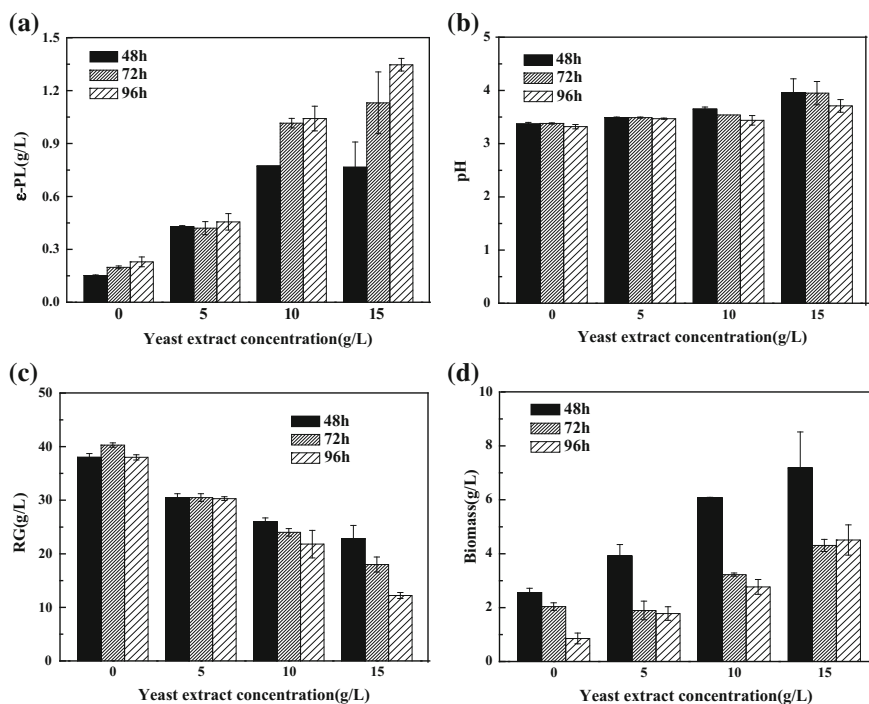 (a)
1.5
1.2
0.9
0.6
0.3
0.0
ε-PL(g/L)
48h
72h
96h
0 5 10 15
Yeast extract concentration(g/L)
(b)
5
4
3
2
1
0
pH
48h
72h
96h
0 5 10 15
Yeast extract concentration(g/L)
(c)
50
40
30
20
10
0
RG(g/L)
48h
72h
96h
0 5 10 15
Yeast extract concentration(g/L)
(d)
10
8
6
4
2
0
Biomass(g/L)
48h
72h
96h
0 5 10 15
Yeast extract concentration(g/L)